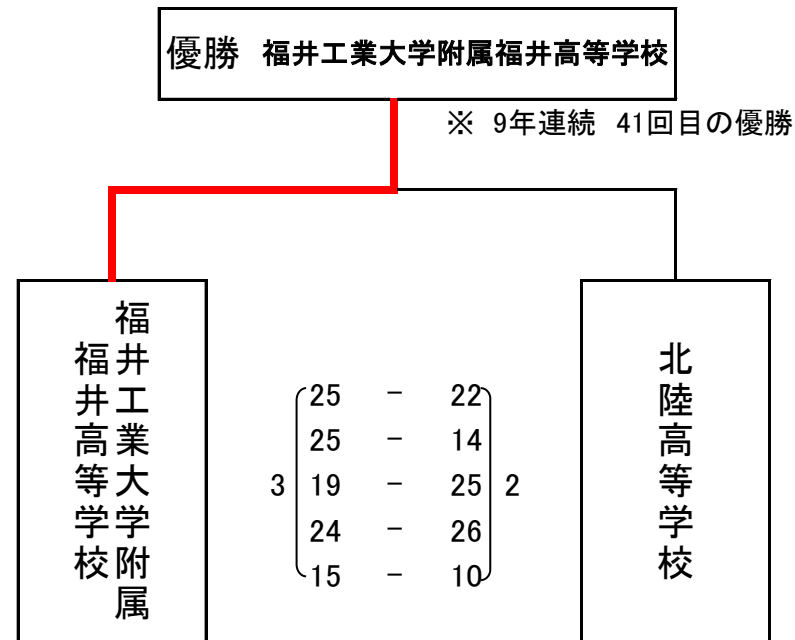 優勝 福井工業大学附属福井高等学校
※ 9年連続 41回目の優勝
福井工業大学附属
福井高等学校
3
25 － 22
25 － 14
19 － 25
24 － 26
15 － 10
2
北陸高等学校